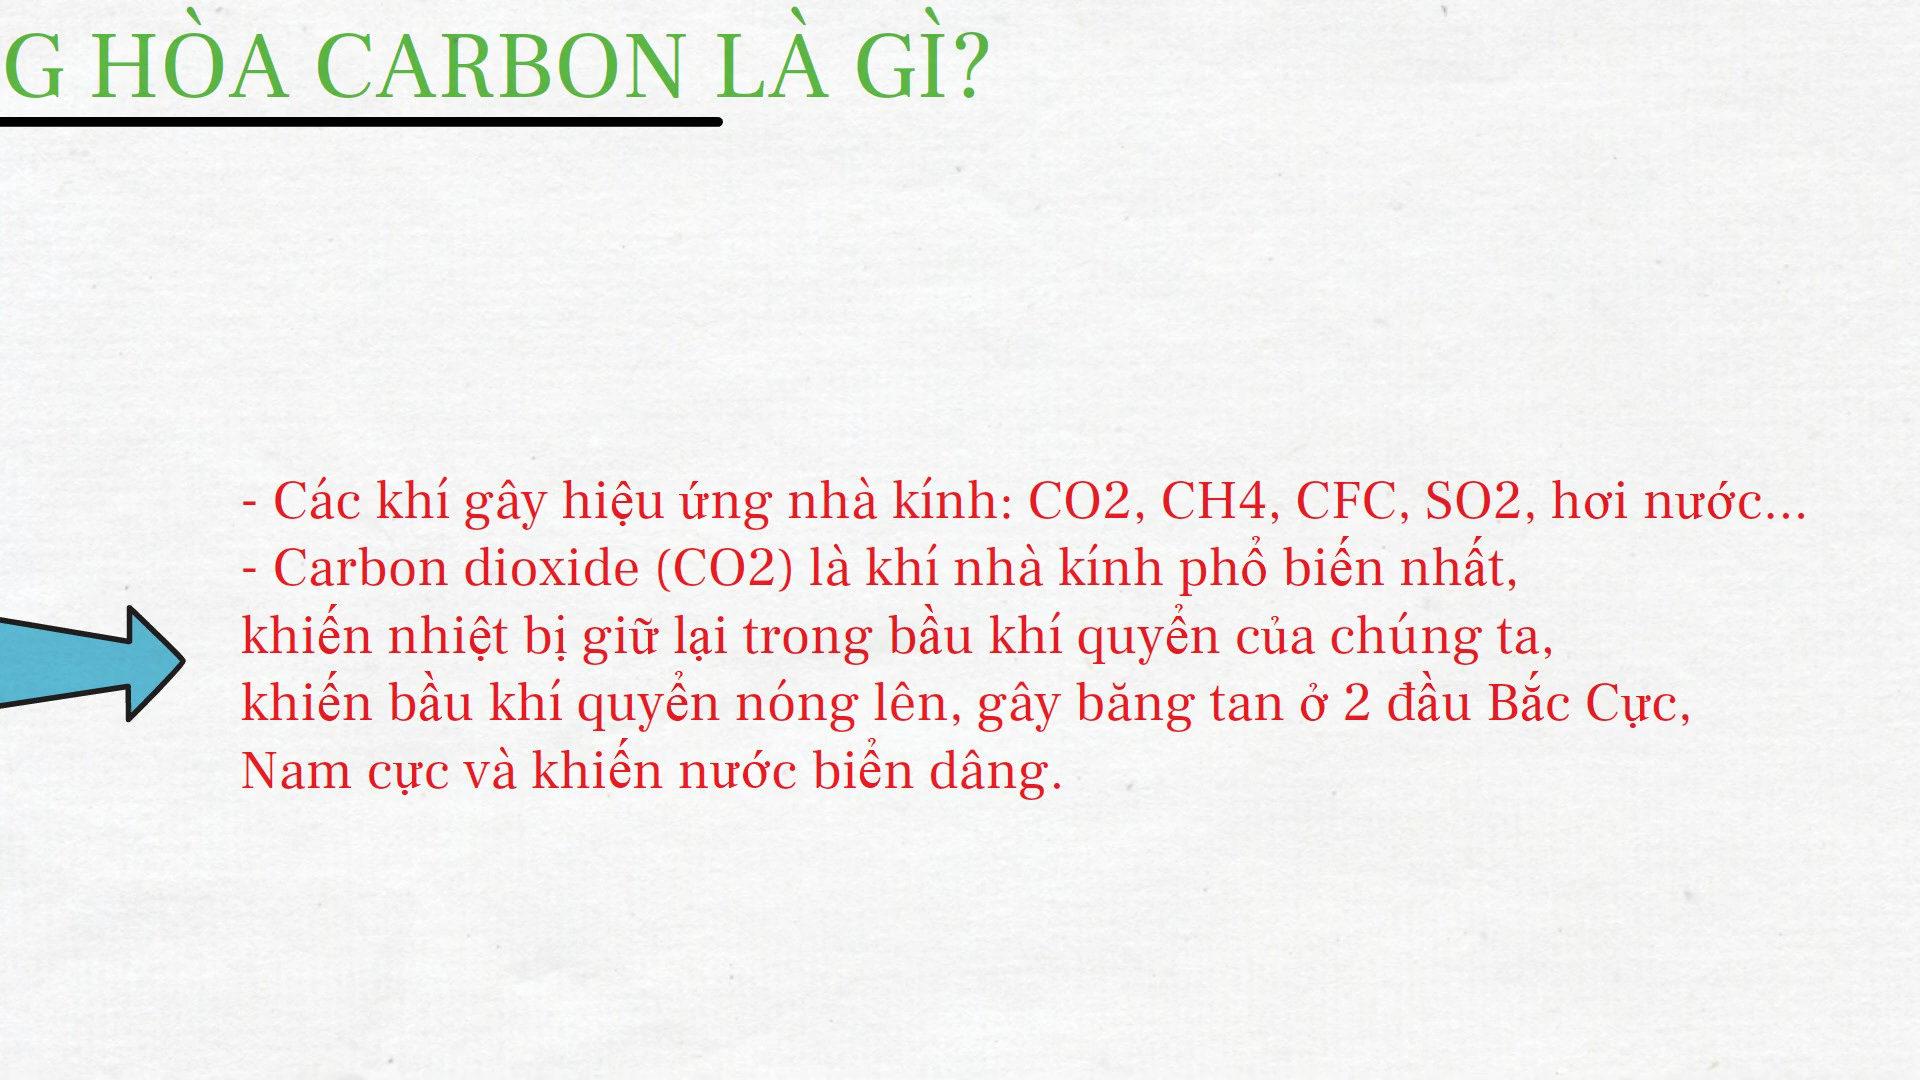 G HÒA CARBON LÀ GÌ?
- Các khí gây hiệu ứng nhà kính: CO2, CH4, CFC, SO2, hơi nước...
- Carbon dioxide (CO2) là khí nhà kính phổ biến nhất,
khiến nhiệt bị giữ lại trong bầu khí quyển của chúng ta,
khiến bầu khí quyển nóng lên, gây băng tan ở 2 đầu Bắc Cực,
Nam cực và khiến nước biển dâng.